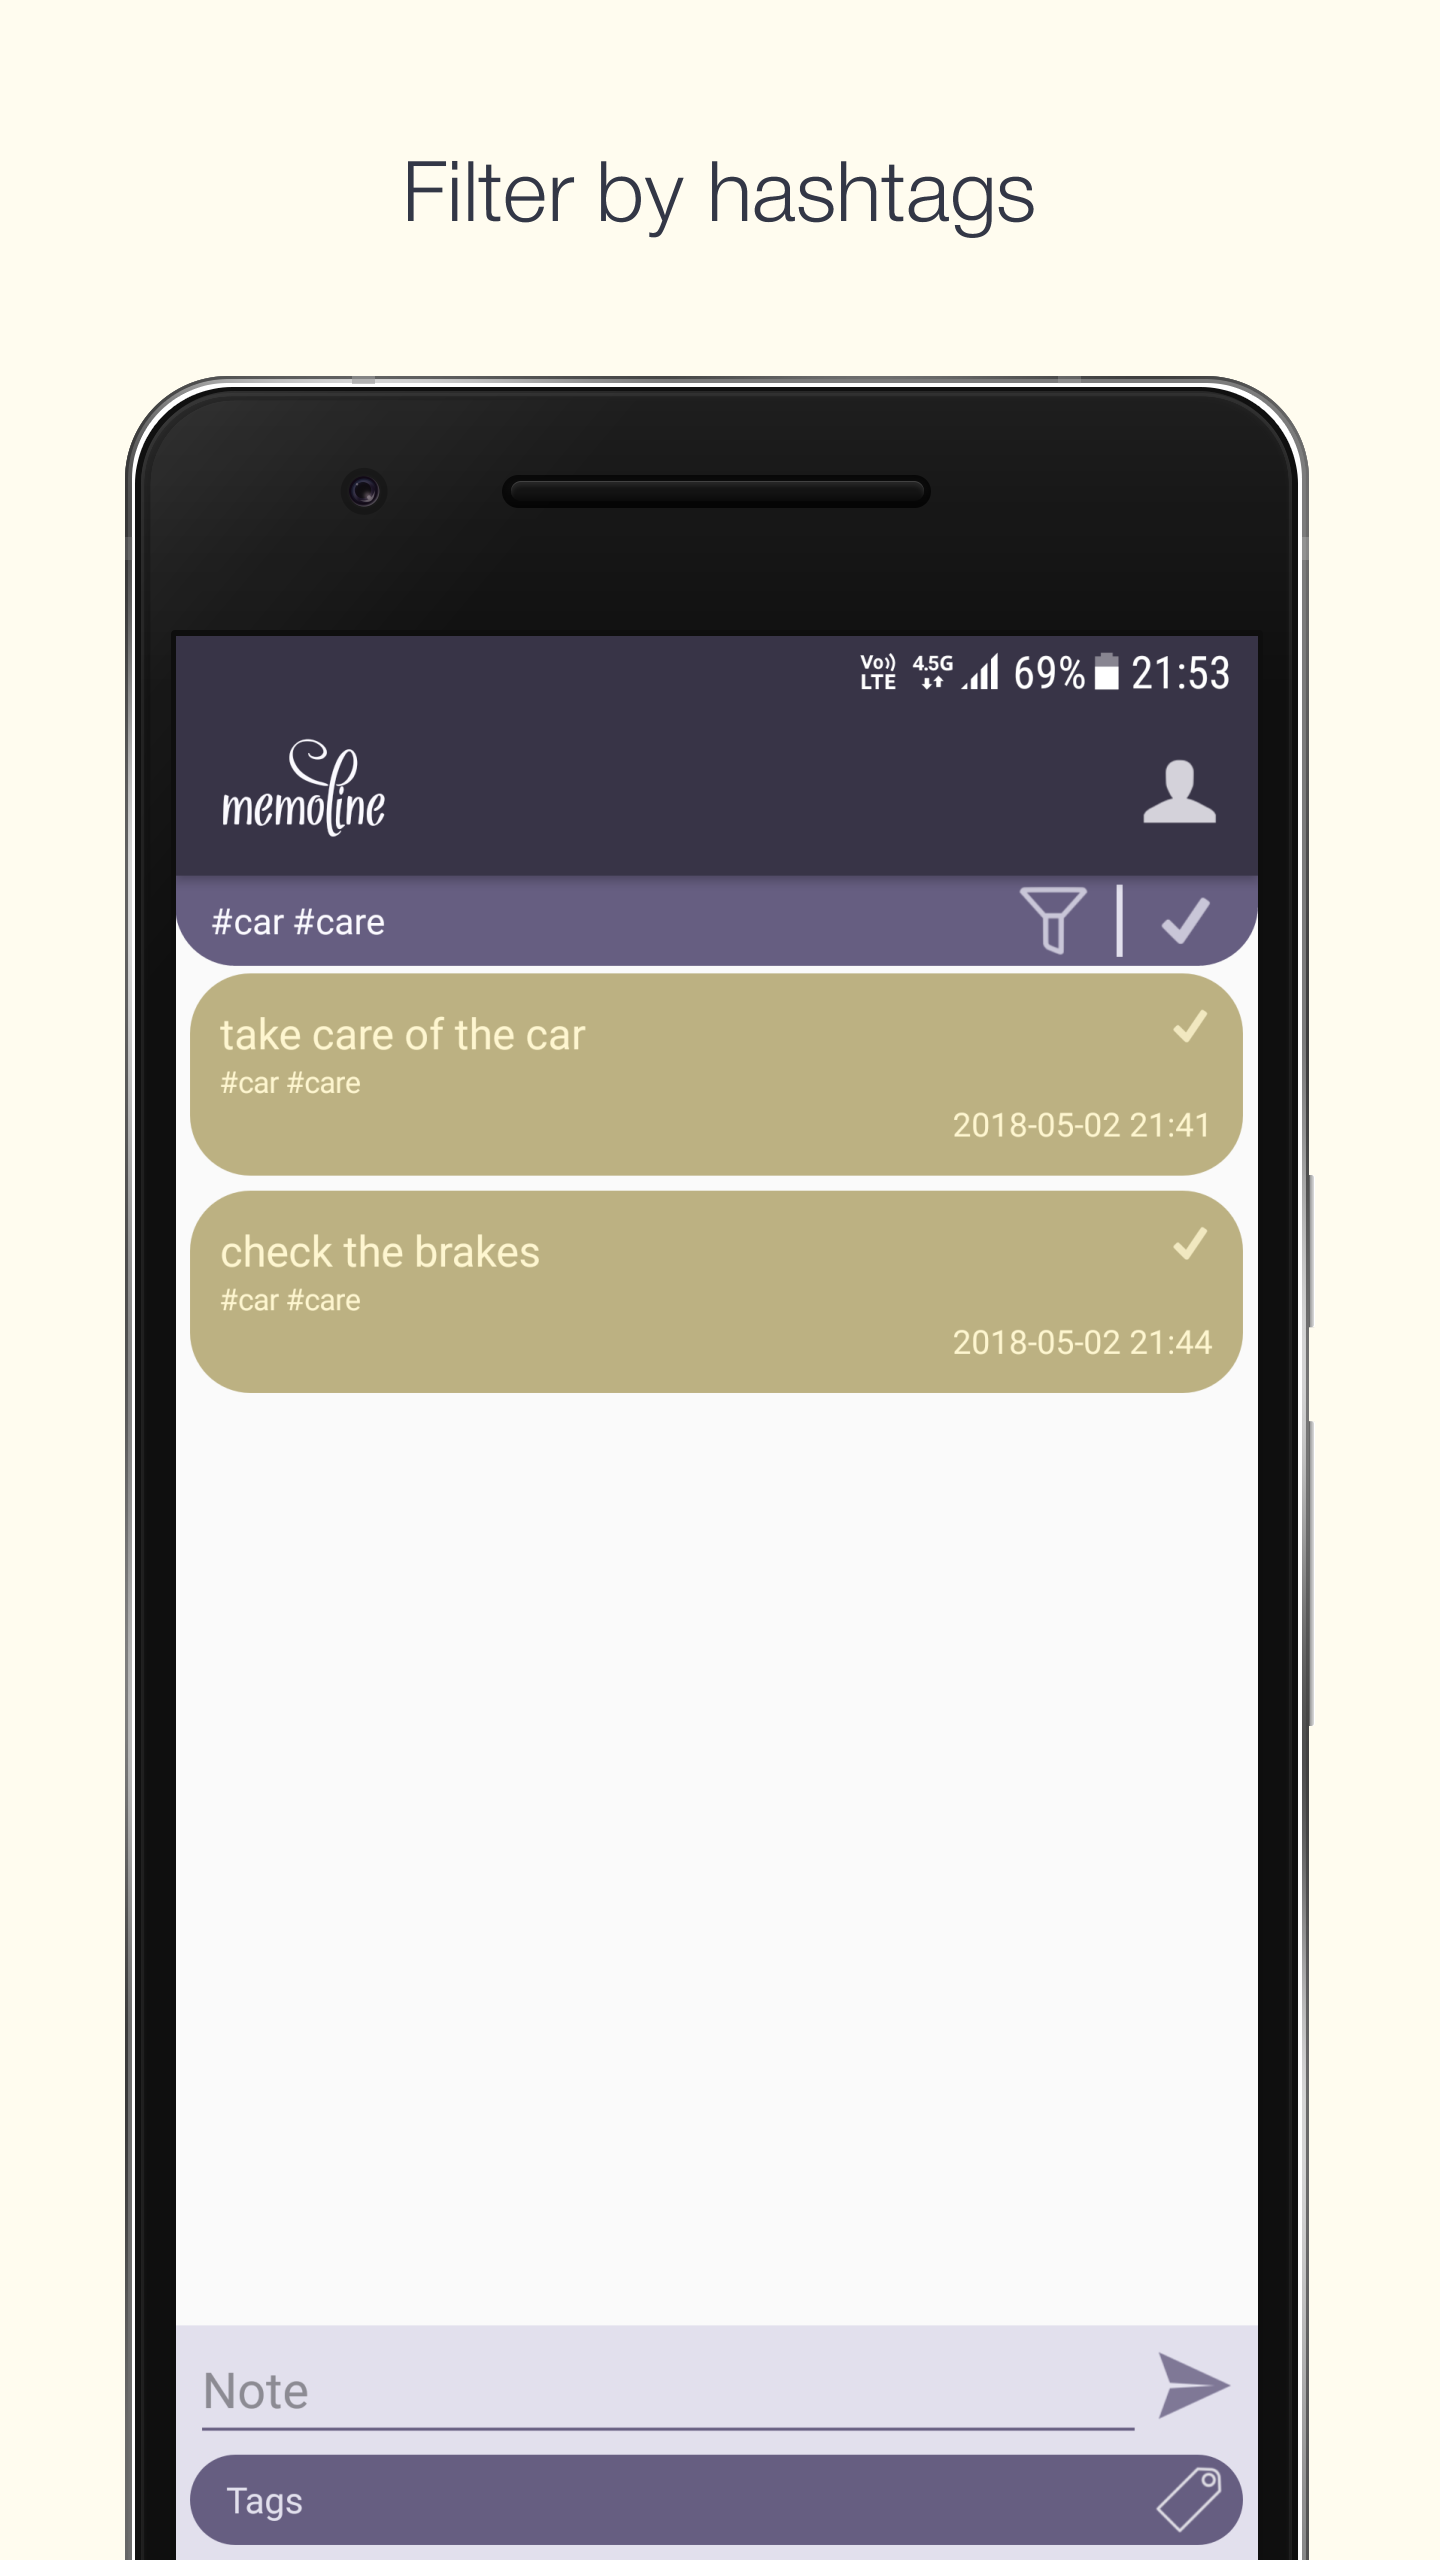 Filter by hashtags
Vo)) LTE 4.5G 69% 21:53
memoline
#car #care
take care of the car
#car #care
2018-05-02 21:41
check the brakes
#car #care
2018-05-02 21:44
Note
Tags